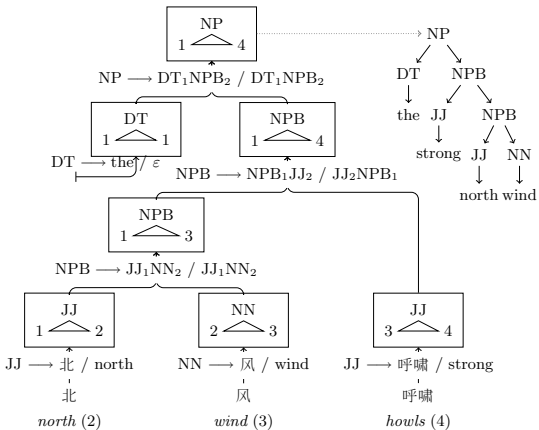 NP
1 4
NP
NP ⟶ DT₁NPB₂ / DT₁NPB₂
DT NPB
DT
1 1
NPB
1 4
the JJ NPB
DT ⟶ the / ε
strong JJ NN
NPB ⟶ NPB₁JJ₂ / JJ₂NPB₁
north wind
NPB
1 3
NPB ⟶ JJ₁NN₂ / JJ₁NN₂
JJ
1 2
NN
2 3
JJ
3 4
JJ ⟶ 北 / north
NN ⟶ 风 / wind
JJ ⟶ 呼啸 / strong
北 风 呼啸
north (2) wind (3) howls (4)